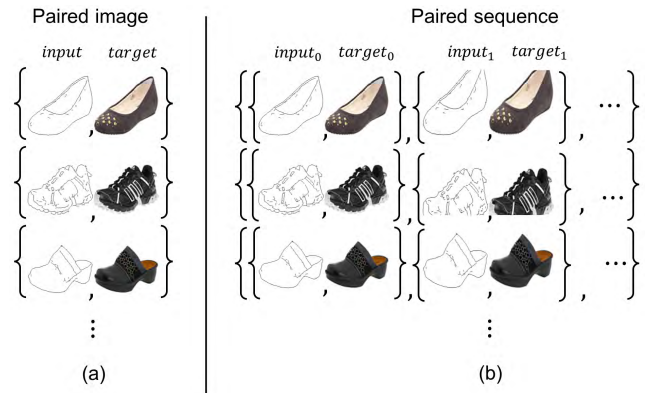 Paired image
input target
{ , }
{ , }
{ , }
⋮
(a)
Paired sequence
input₀ target₀ input₁ target₁
{ { , } , { , } , ⋯ }
{ { , } , { , } , ⋯ }
{ { , } , { , } , ⋯ }
⋮
(b)